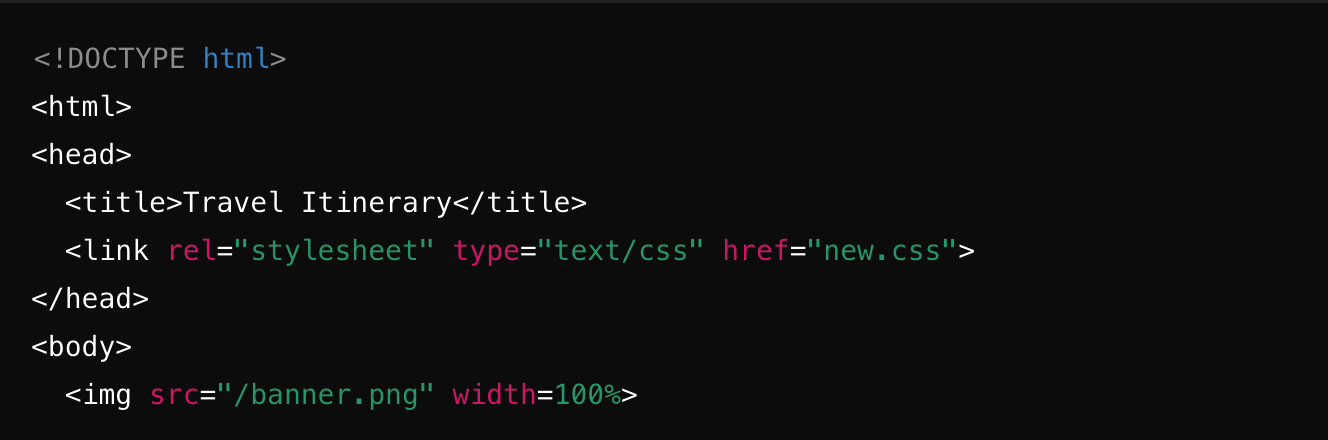 <!DOCTYPE html>
<html>
<head>
  <title>Travel Itinerary</title>
  <link rel="stylesheet" type="text/css" href="new.css">
</head>
<body>
  <img src="/banner.png" width=100%>